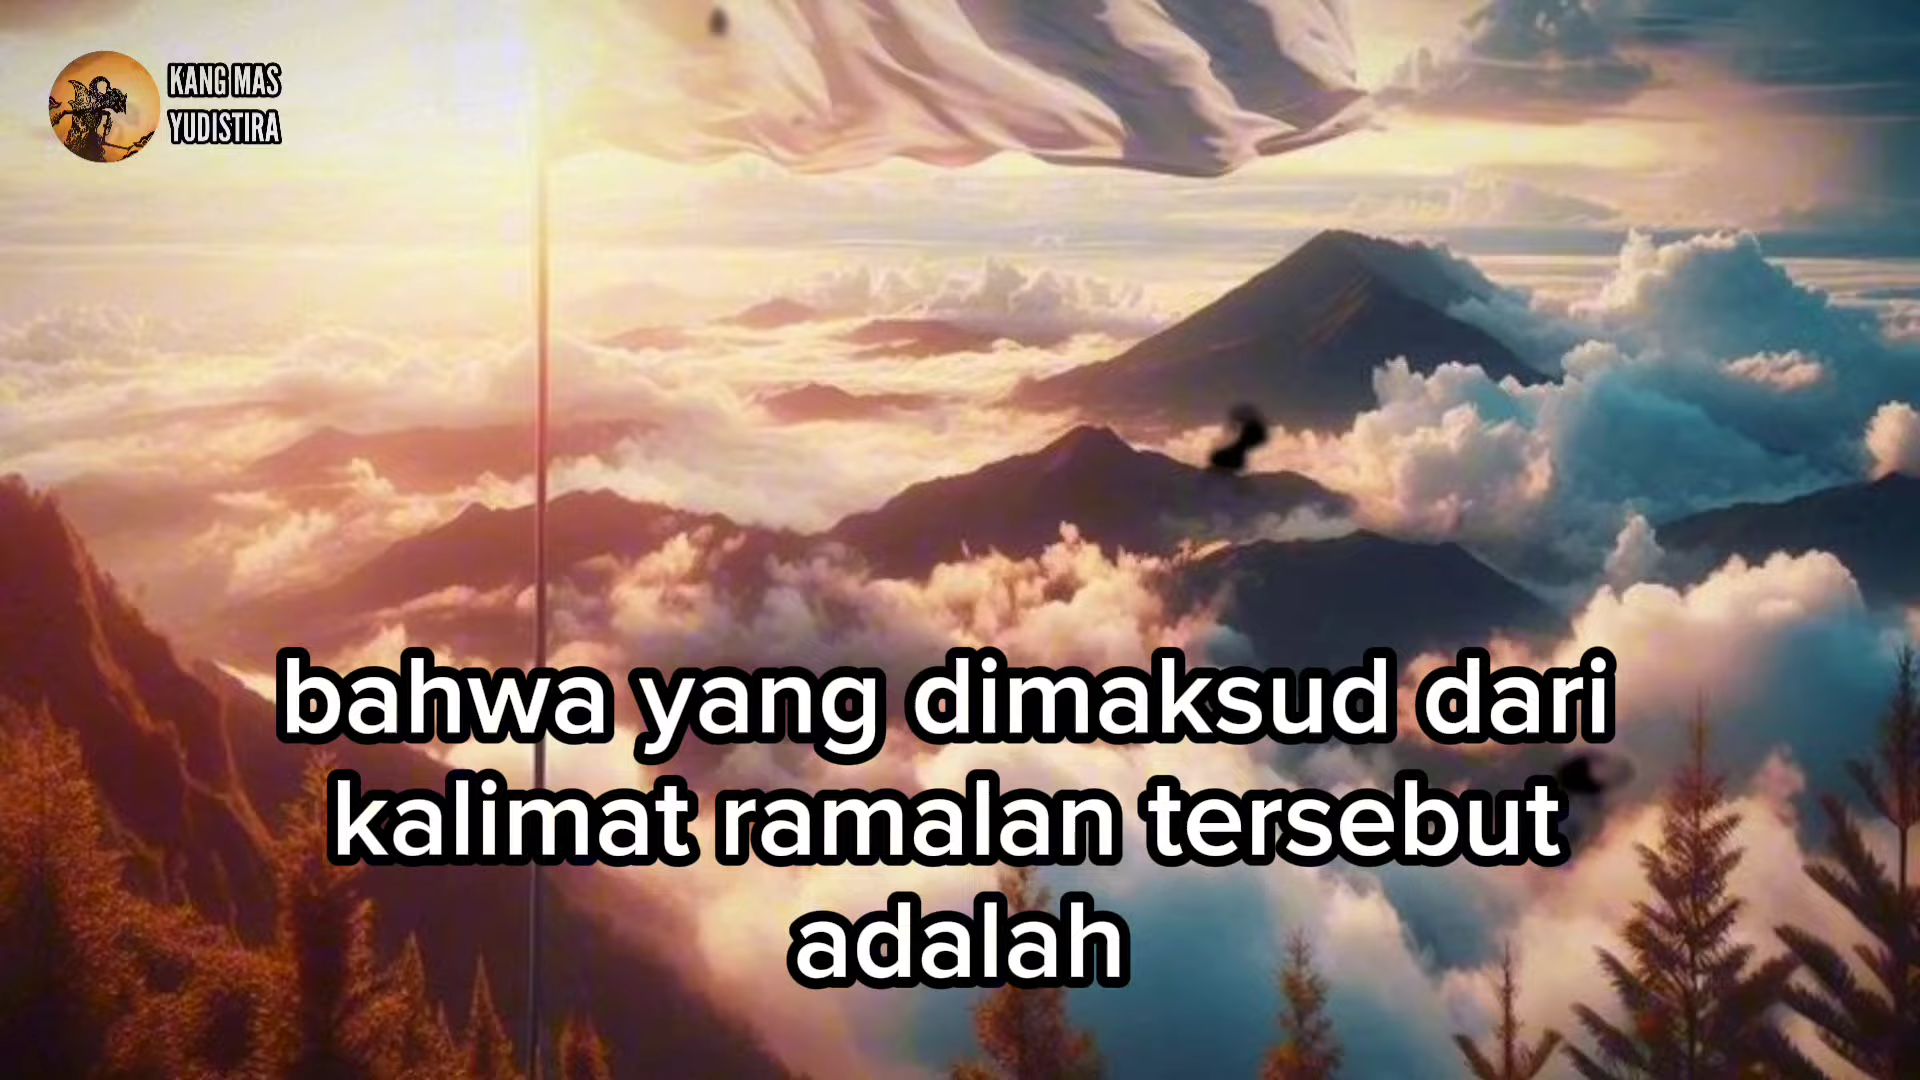 KANG MAS
YUDISTIRA
bahwa yang dimaksud dari
kalimat ramalan tersebut
adalah